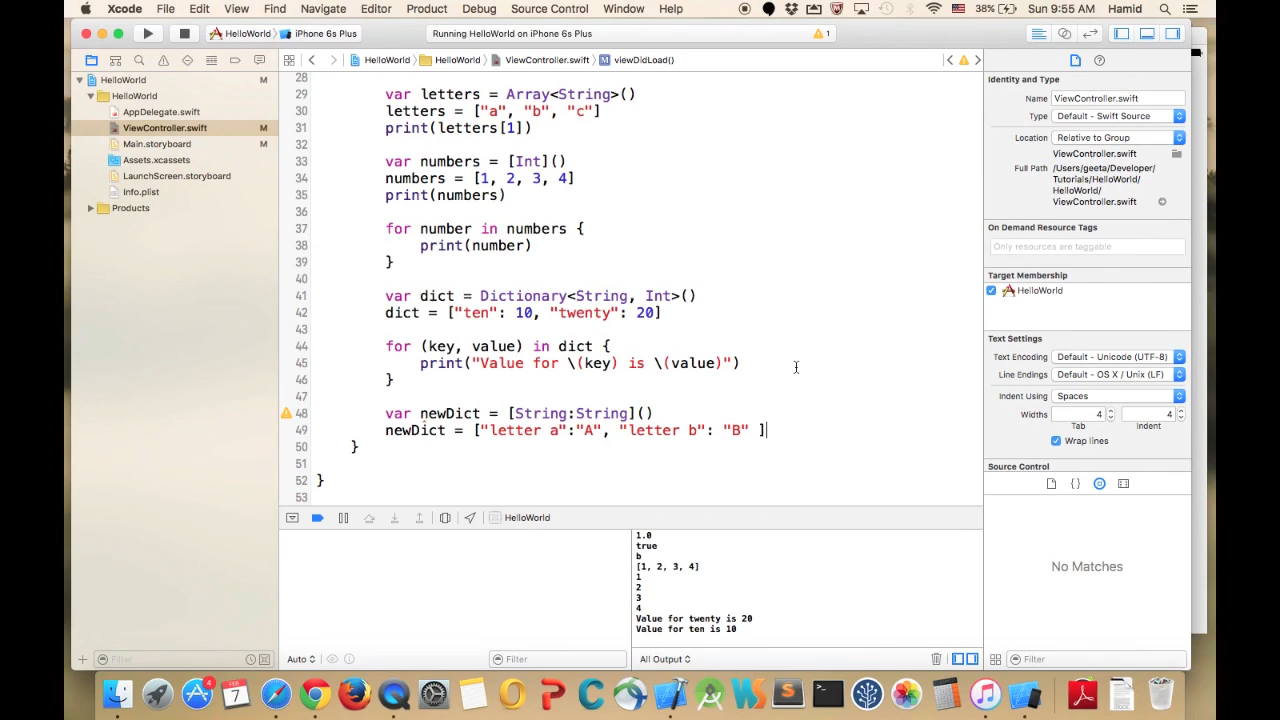 Xcode File Edit View Find Navigate Editor Product Debug Source Control Window Help 38% Sun 9:55 AM Hamid
HelloWorld iPhone 6s Plus Running HelloWorld on iPhone 6s Plus 1
HelloWorld HelloWorld ViewController.swift M viewDidLoad()
HelloWorld M
HelloWorld
AppDelegate.swift
ViewController.swift M
Main.storyboard M
Assets.xcassets
LaunchScreen.storyboard
Info.plist
Products
Filter
28
29 var letters = Array<String>()
30 letters = ["a", "b", "c"]
31 print(letters[1])
32
33 var numbers = [Int]()
34 numbers = [1, 2, 3, 4]
35 print(numbers)
36
37 for number in numbers {
38 print(number)
39 }
40
41 var dict = Dictionary<String, Int>()
42 dict = ["ten": 10, "twenty": 20]
43
44 for (key, value) in dict {
45 print("Value for \(key) is \(value)")
46 }
47
48 var newDict = [String:String]()
49 newDict = ["letter a":"A", "letter b": "B" ]
50 }
51
52 }
53
HelloWorld
1.0
true
b
[1, 2, 3, 4]
1
2
3
4
Value for twenty is 20
Value for ten is 10
Auto Filter All Output
Identity and Type
Name ViewController.swift
Type Default - Swift Source
Location Relative to Group
ViewController.swift
Full Path /Users/geeta/Developer/
Tutorials/HelloWorld/
HelloWorld/
ViewController.swift
On Demand Resource Tags
Only resources are taggable
Target Membership
HelloWorld
Text Settings
Text Encoding Default - Unicode (UTF-8)
Line Endings Default - OS X / Unix (LF)
Indent Using Spaces
Widths 4 4
Tab Indent
Wrap lines
Source Control
{ }
No Matches
Filter
4
FEB
7